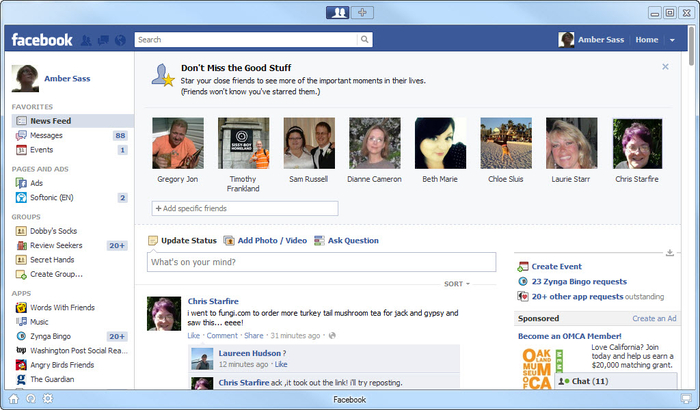 facebook
Search
Amber Sass
Home
Amber Sass
FAVORITES
News Feed
Messages 88
Events 1
PAGES AND ADS
Ads
Softonic (EN) 2
GROUPS
Dobby's Socks
Review Seekers 20+
Secret Hands
Create Group...
APPS
Words With Friends
Music
Zynga Bingo 20+
Washington Post Social Rea...
Angry Birds Friends
The Guardian
Don't Miss the Good Stuff
Star your close friends to see more of the important moments in their lives.
(Friends won't know you've starred them.)
SISSY-BOY
HOMELAND
Gregory Jon
Timothy
Frankland
Sam Russell
Dianne Cameron
Beth Marie
Chloe Sluis
Laurie Starr
Chris Starfire
+ Add specific friends
Update Status
Add Photo / Video
Ask Question
What's on your mind?
SORT
Chris Starfire
i went to fungi.com to order more turkey tail mushroom tea for jack and gypsy and
saw this... eeee!
Like · Comment · Share · 31 minutes ago ·
Laureen Hudson ?
12 minutes ago · Like
Chris Starfire ack ,it took out the link! i'll try reposting.
Create Event
23 Zynga Bingo requests
20+ other app requests outstanding
Sponsored
Create an Ad
Become an OMCA Member!
OAK
LAND
MUSE
UM OF
CA
Love California? Join
today and help us earn a
$20,000 matching grant.
Chat (11)
Facebook